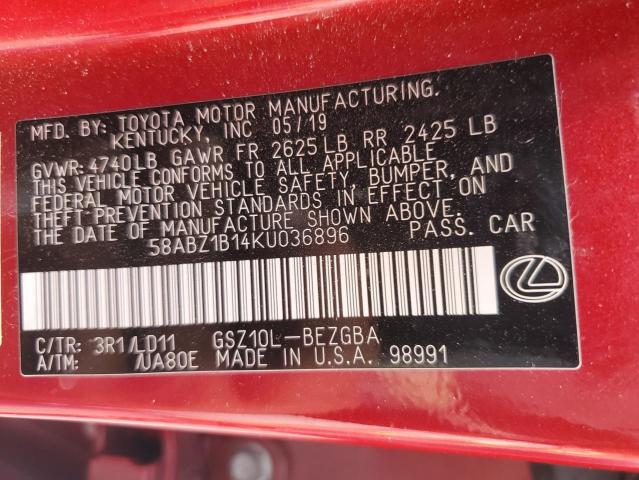 MFD. BY: TOYOTA MOTOR MANUFACTURING.
KENTUCKY, INC 05/19
GVWR: 4740LB GAWR FR 2625 LB RR 2425 LB
THIS VEHICLE CONFORMS TO ALL APPLICABLE
FEDERAL MOTOR VEHICLE SAFETY, BUMPER, AND
THEFT PREVENTION STANDARDS IN EFFECT ON
THE DATE OF MANUFACTURE SHOWN ABOVE.
58ABZ1B14KU036896 PASS. CAR
C/TR: 3R1/LD11 GSZ10L-BEZGBA
A/TM: /UA80E MADE IN U.S.A. 98991